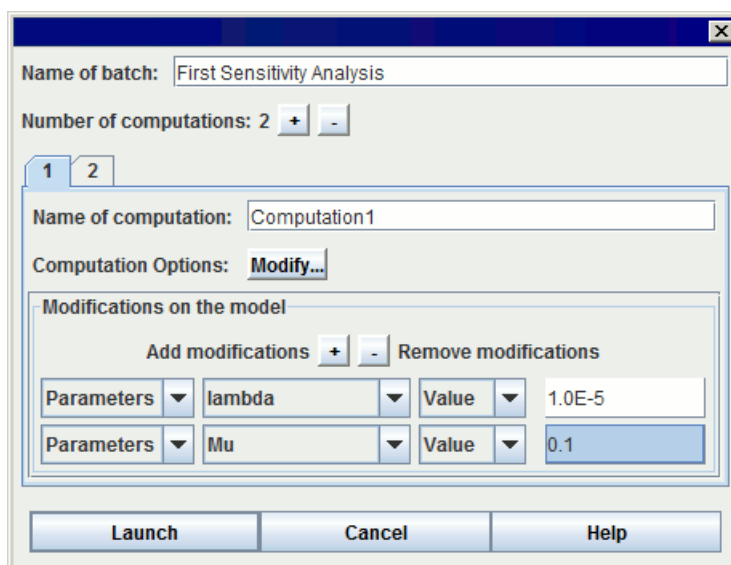 Name of batch: First Sensitivity Analysis
Number of computations: 2 + -
1 2
Name of computation: Computation1
Computation Options: Modify...
Modifications on the model
Add modifications + - Remove modifications
Parameters lambda Value 1.0E-5
Parameters Mu Value 0.1
Launch Cancel Help